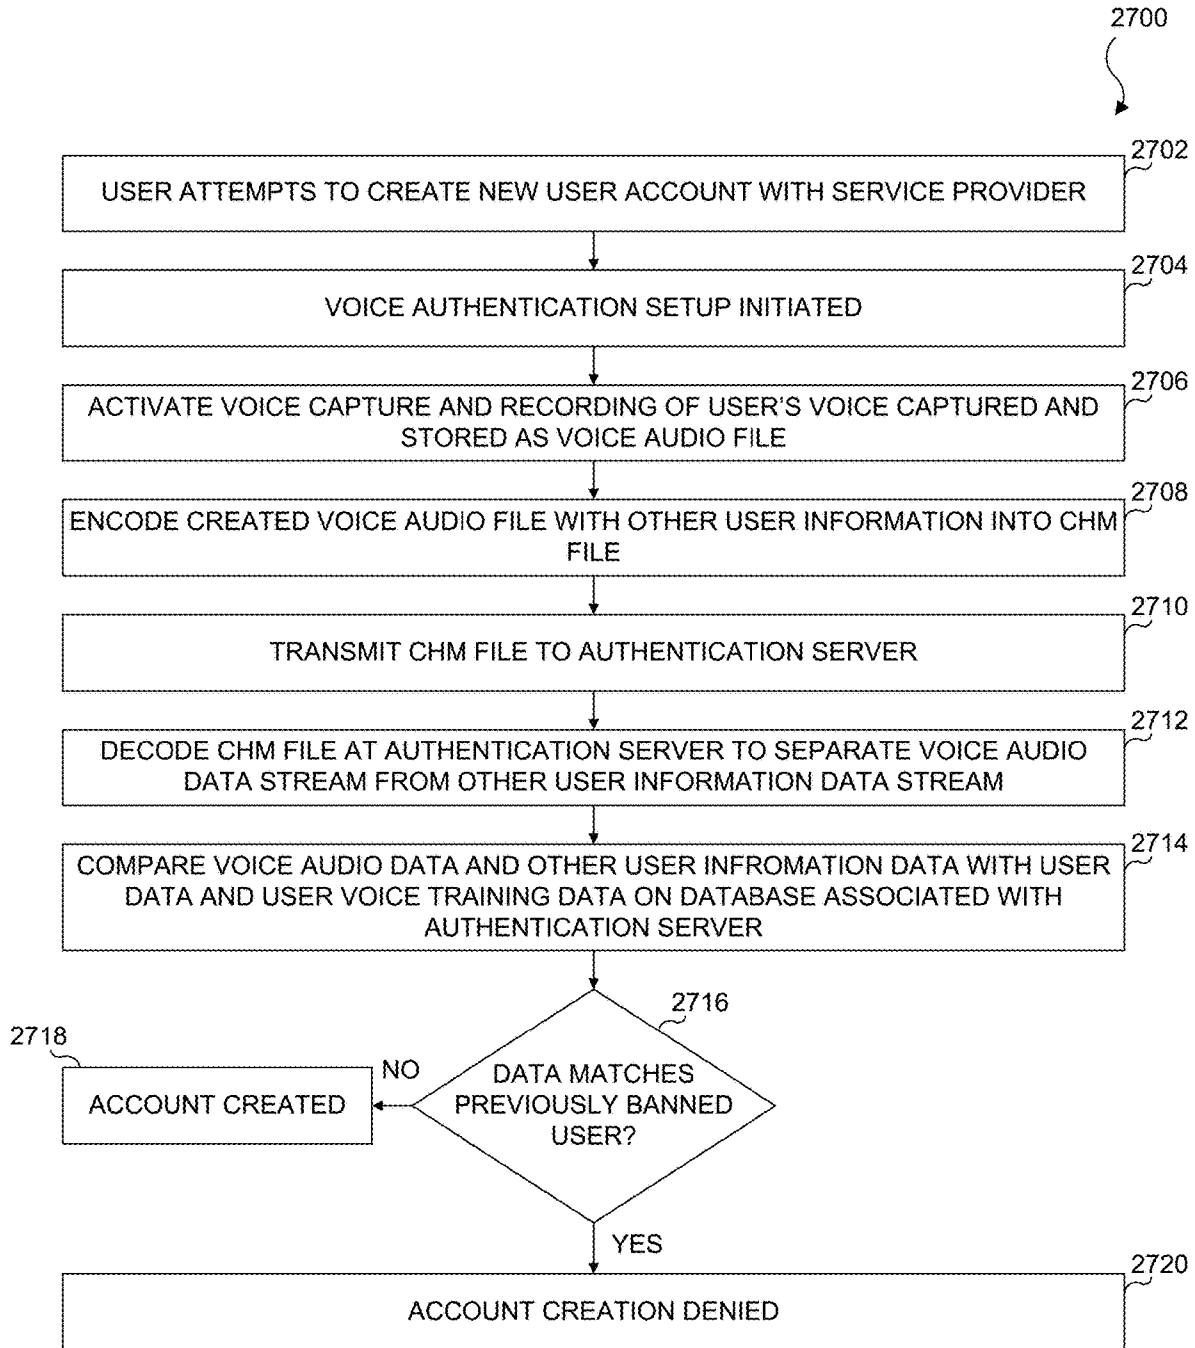 2700
2702
USER ATTEMPTS TO CREATE NEW USER ACCOUNT WITH SERVICE PROVIDER
2704
VOICE AUTHENTICATION SETUP INITIATED
2706
ACTIVATE VOICE CAPTURE AND RECORDING OF USER'S VOICE CAPTURED AND
STORED AS VOICE AUDIO FILE
2708
ENCODE CREATED VOICE AUDIO FILE WITH OTHER USER INFORMATION INTO CHM
FILE
2710
TRANSMIT CHM FILE TO AUTHENTICATION SERVER
2712
DECODE CHM FILE AT AUTHENTICATION SERVER TO SEPARATE VOICE AUDIO
DATA STREAM FROM OTHER USER INFORMATION DATA STREAM
2714
COMPARE VOICE AUDIO DATA AND OTHER USER INFROMATION DATA WITH USER
DATA AND USER VOICE TRAINING DATA ON DATABASE ASSOCIATED WITH
AUTHENTICATION SERVER
2716
DATA MATCHES
PREVIOUSLY BANNED
USER?
NO
2718
ACCOUNT CREATED
YES
2720
ACCOUNT CREATION DENIED